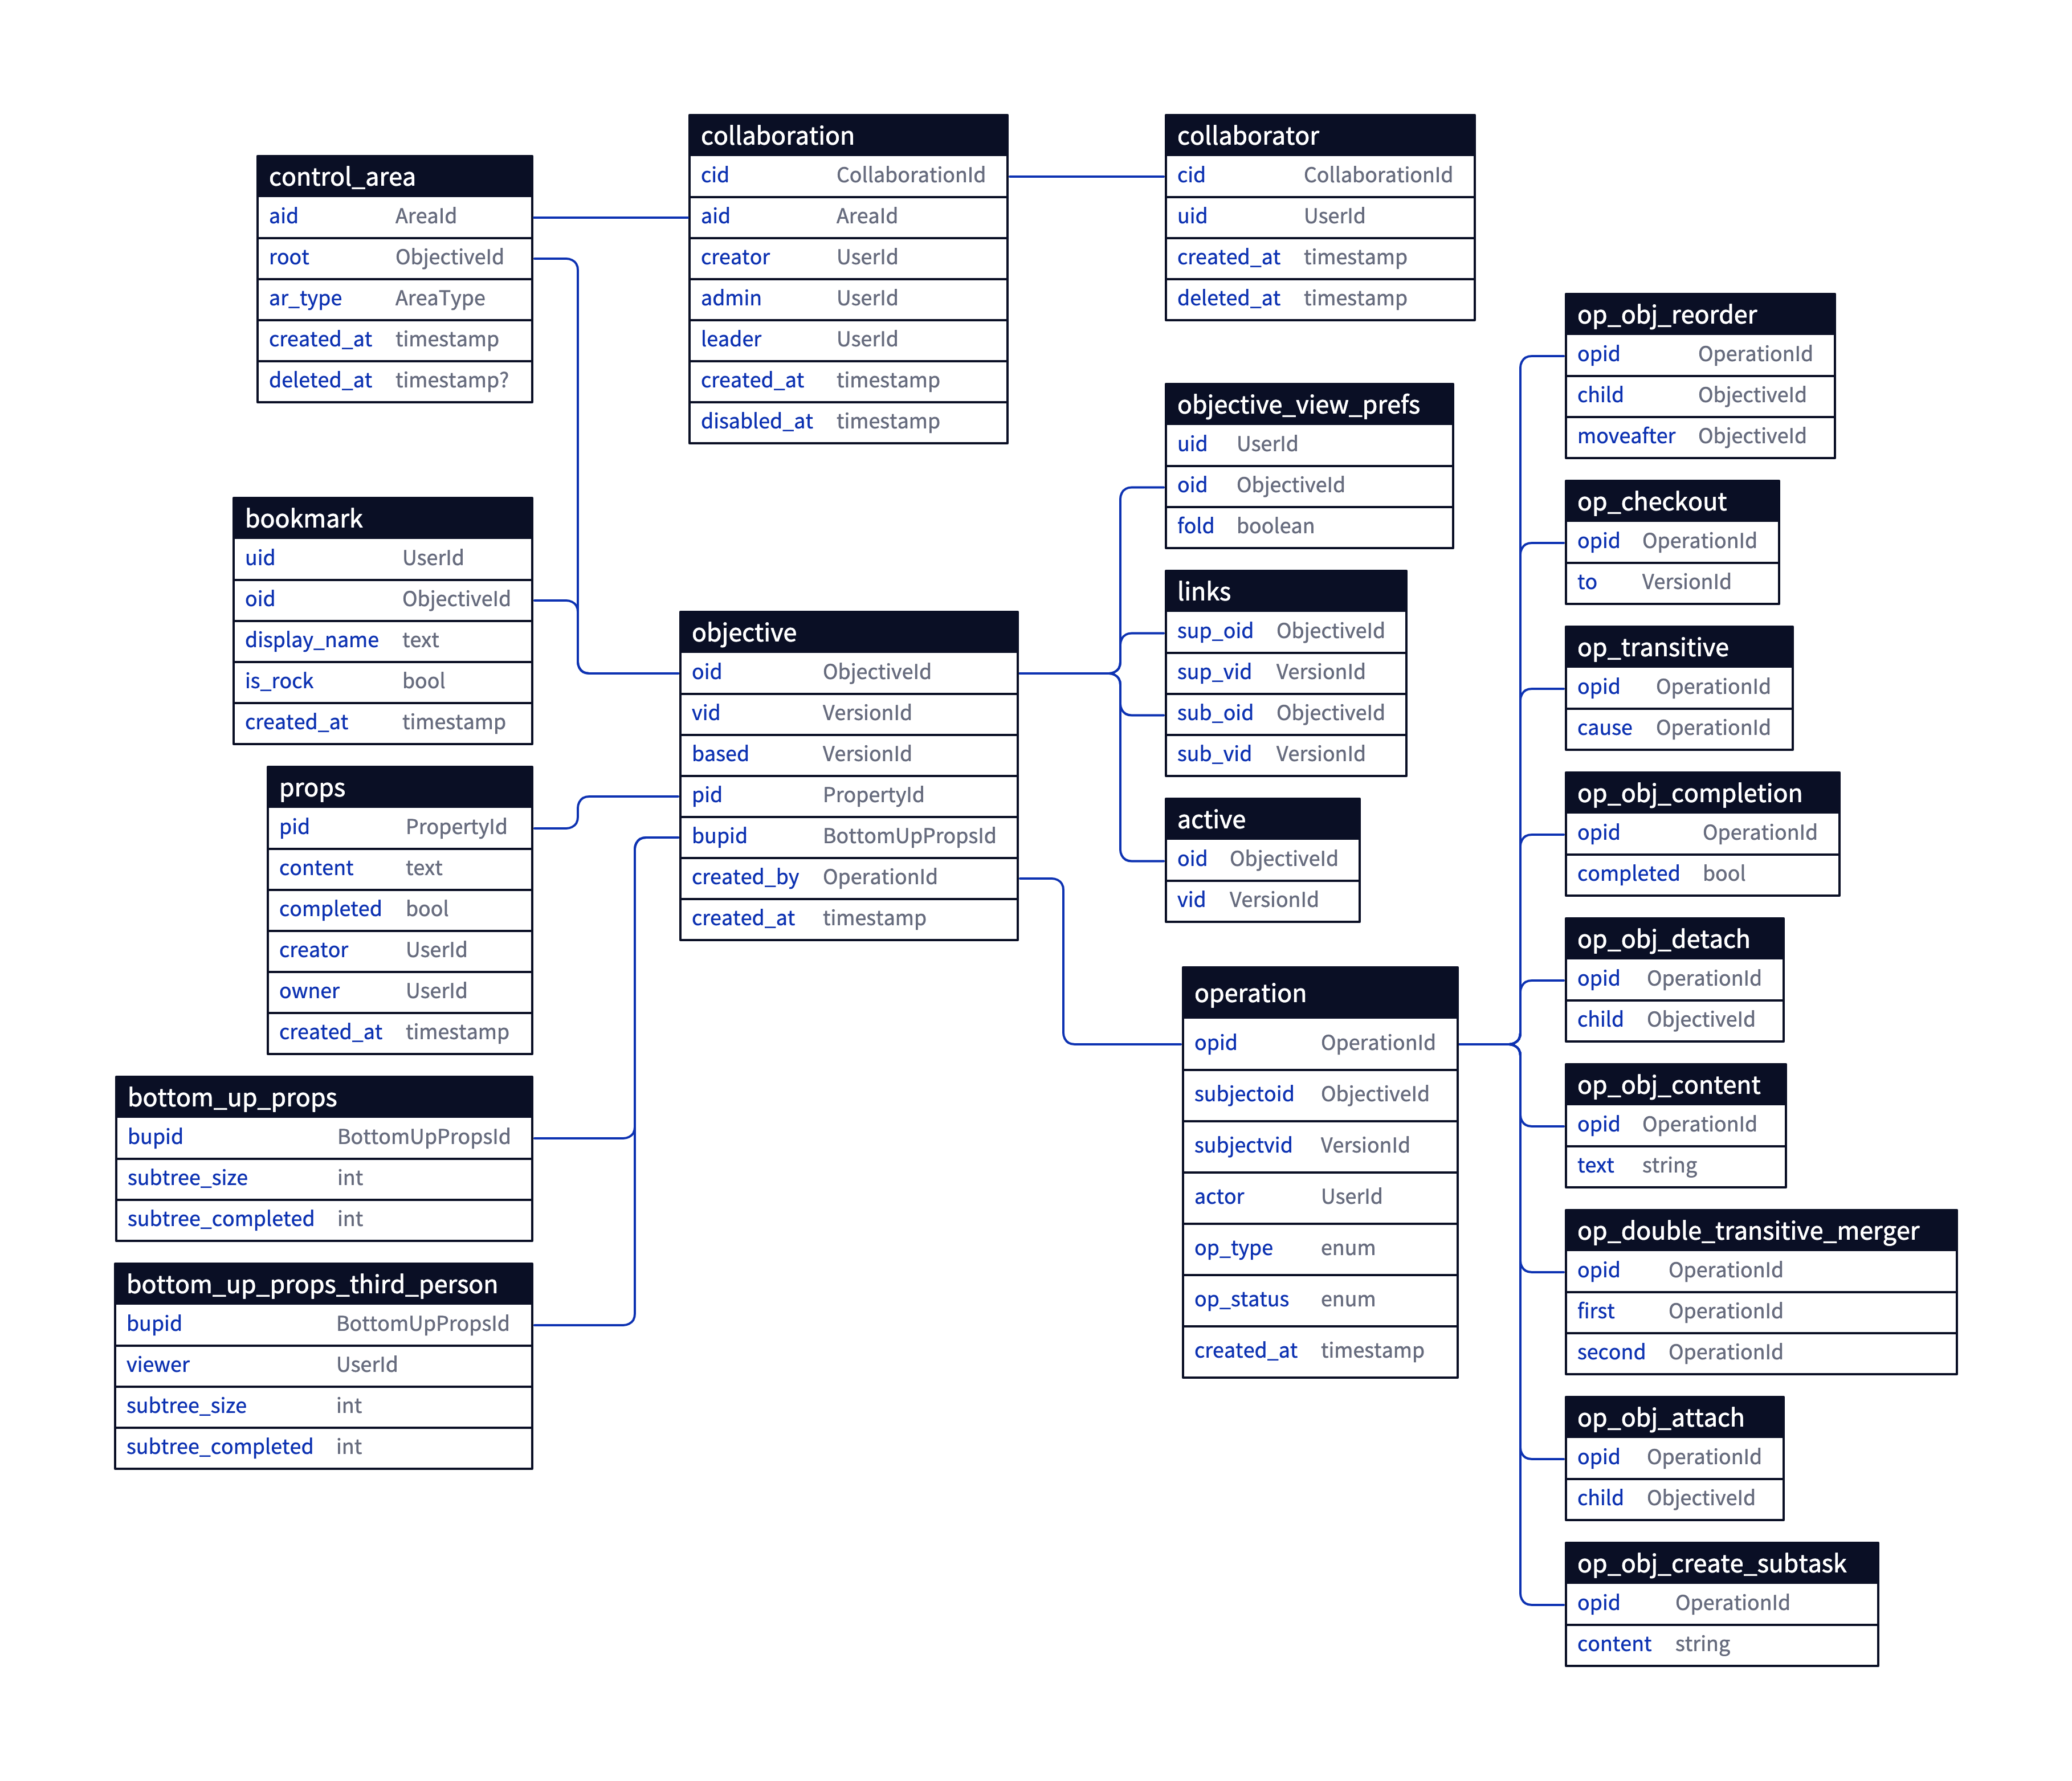 control_area
aid AreaId
root ObjectiveId
ar_type AreaType
created_at timestamp
deleted_at timestamp?
collaboration
cid CollaborationId
aid AreaId
creator UserId
admin UserId
leader UserId
created_at timestamp
disabled_at timestamp
collaborator
cid CollaborationId
uid UserId
created_at timestamp
deleted_at timestamp
bookmark
uid UserId
oid ObjectiveId
display_name text
is_rock bool
created_at timestamp
props
pid PropertyId
content text
completed bool
creator UserId
owner UserId
created_at timestamp
bottom_up_props
bupid BottomUpPropsId
subtree_size int
subtree_completed int
bottom_up_props_third_person
bupid BottomUpPropsId
viewer UserId
subtree_size int
subtree_completed int
objective
oid ObjectiveId
vid VersionId
based VersionId
pid PropertyId
bupid BottomUpPropsId
created_by OperationId
created_at timestamp
objective_view_prefs
uid UserId
oid ObjectiveId
fold boolean
links
sup_oid ObjectiveId
sup_vid VersionId
sub_oid ObjectiveId
sub_vid VersionId
active
oid ObjectiveId
vid VersionId
operation
opid OperationId
subjectoid ObjectiveId
subjectvid VersionId
actor UserId
op_type enum
op_status enum
created_at timestamp
op_obj_reorder
opid OperationId
child ObjectiveId
moveafter ObjectiveId
op_checkout
opid OperationId
to VersionId
op_transitive
opid OperationId
cause OperationId
op_obj_completion
opid OperationId
completed bool
op_obj_detach
opid OperationId
child ObjectiveId
op_obj_content
opid OperationId
text string
op_double_transitive_merger
opid OperationId
first OperationId
second OperationId
op_obj_attach
opid OperationId
child ObjectiveId
op_obj_create_subtask
opid OperationId
content string